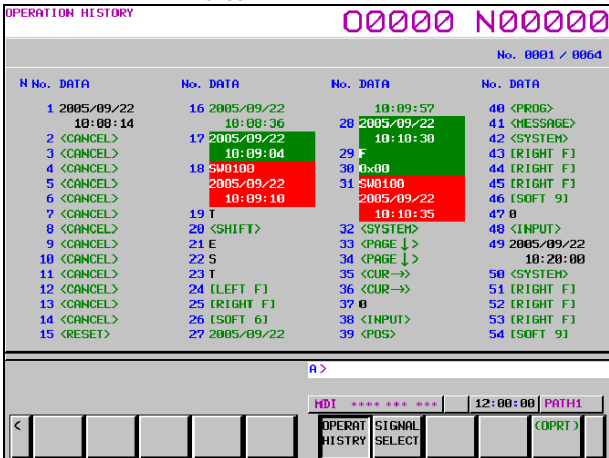 OPERATION HISTORY
O0000 N00000
No. 0001 / 0064
N No. DATA
1 2005/09/22
10:08:14
2 <CANCEL>
3 <CANCEL>
4 <CANCEL>
5 <CANCEL>
6 <CANCEL>
7 <CANCEL>
8 <CANCEL>
9 <CANCEL>
10 <CANCEL>
11 <CANCEL>
12 <CANCEL>
13 <CANCEL>
14 <CANCEL>
15 <RESET>
No. DATA
16 2005/09/22
10:08:36
17 2005/09/22
10:09:04
18 SW0100
2005/09/22
10:09:10
19 T
20 <SHIFT>
21 E
22 S
23 T
24 [LEFT F]
25 [RIGHT F]
26 [SOFT 6]
27 2005/09/22
No. DATA
10:09:57
28 2005/09/22
10:10:30
29 F
30 0x00
31 SW0100
2005/09/22
10:10:35
32 <SYSTEM>
33 <PAGE↓>
34 <PAGE↓>
35 <CUR→>
36 <CUR→>
37 0
38 <INPUT>
39 <POS>
No. DATA
40 <PROG>
41 <MESSAGE>
42 <SYSTEM>
43 [RIGHT F]
44 [RIGHT F]
45 [RIGHT F]
46 [SOFT 9]
47 0
48 <INPUT>
49 2005/09/22
10:20:00
50 <SYSTEM>
51 [RIGHT F]
52 [RIGHT F]
53 [RIGHT F]
54 [SOFT 9]
A>
MDI **** *** ***
12:00:00
PATH1
<
OPERAT
HISTRY
SIGNAL
SELECT
(OPRT)